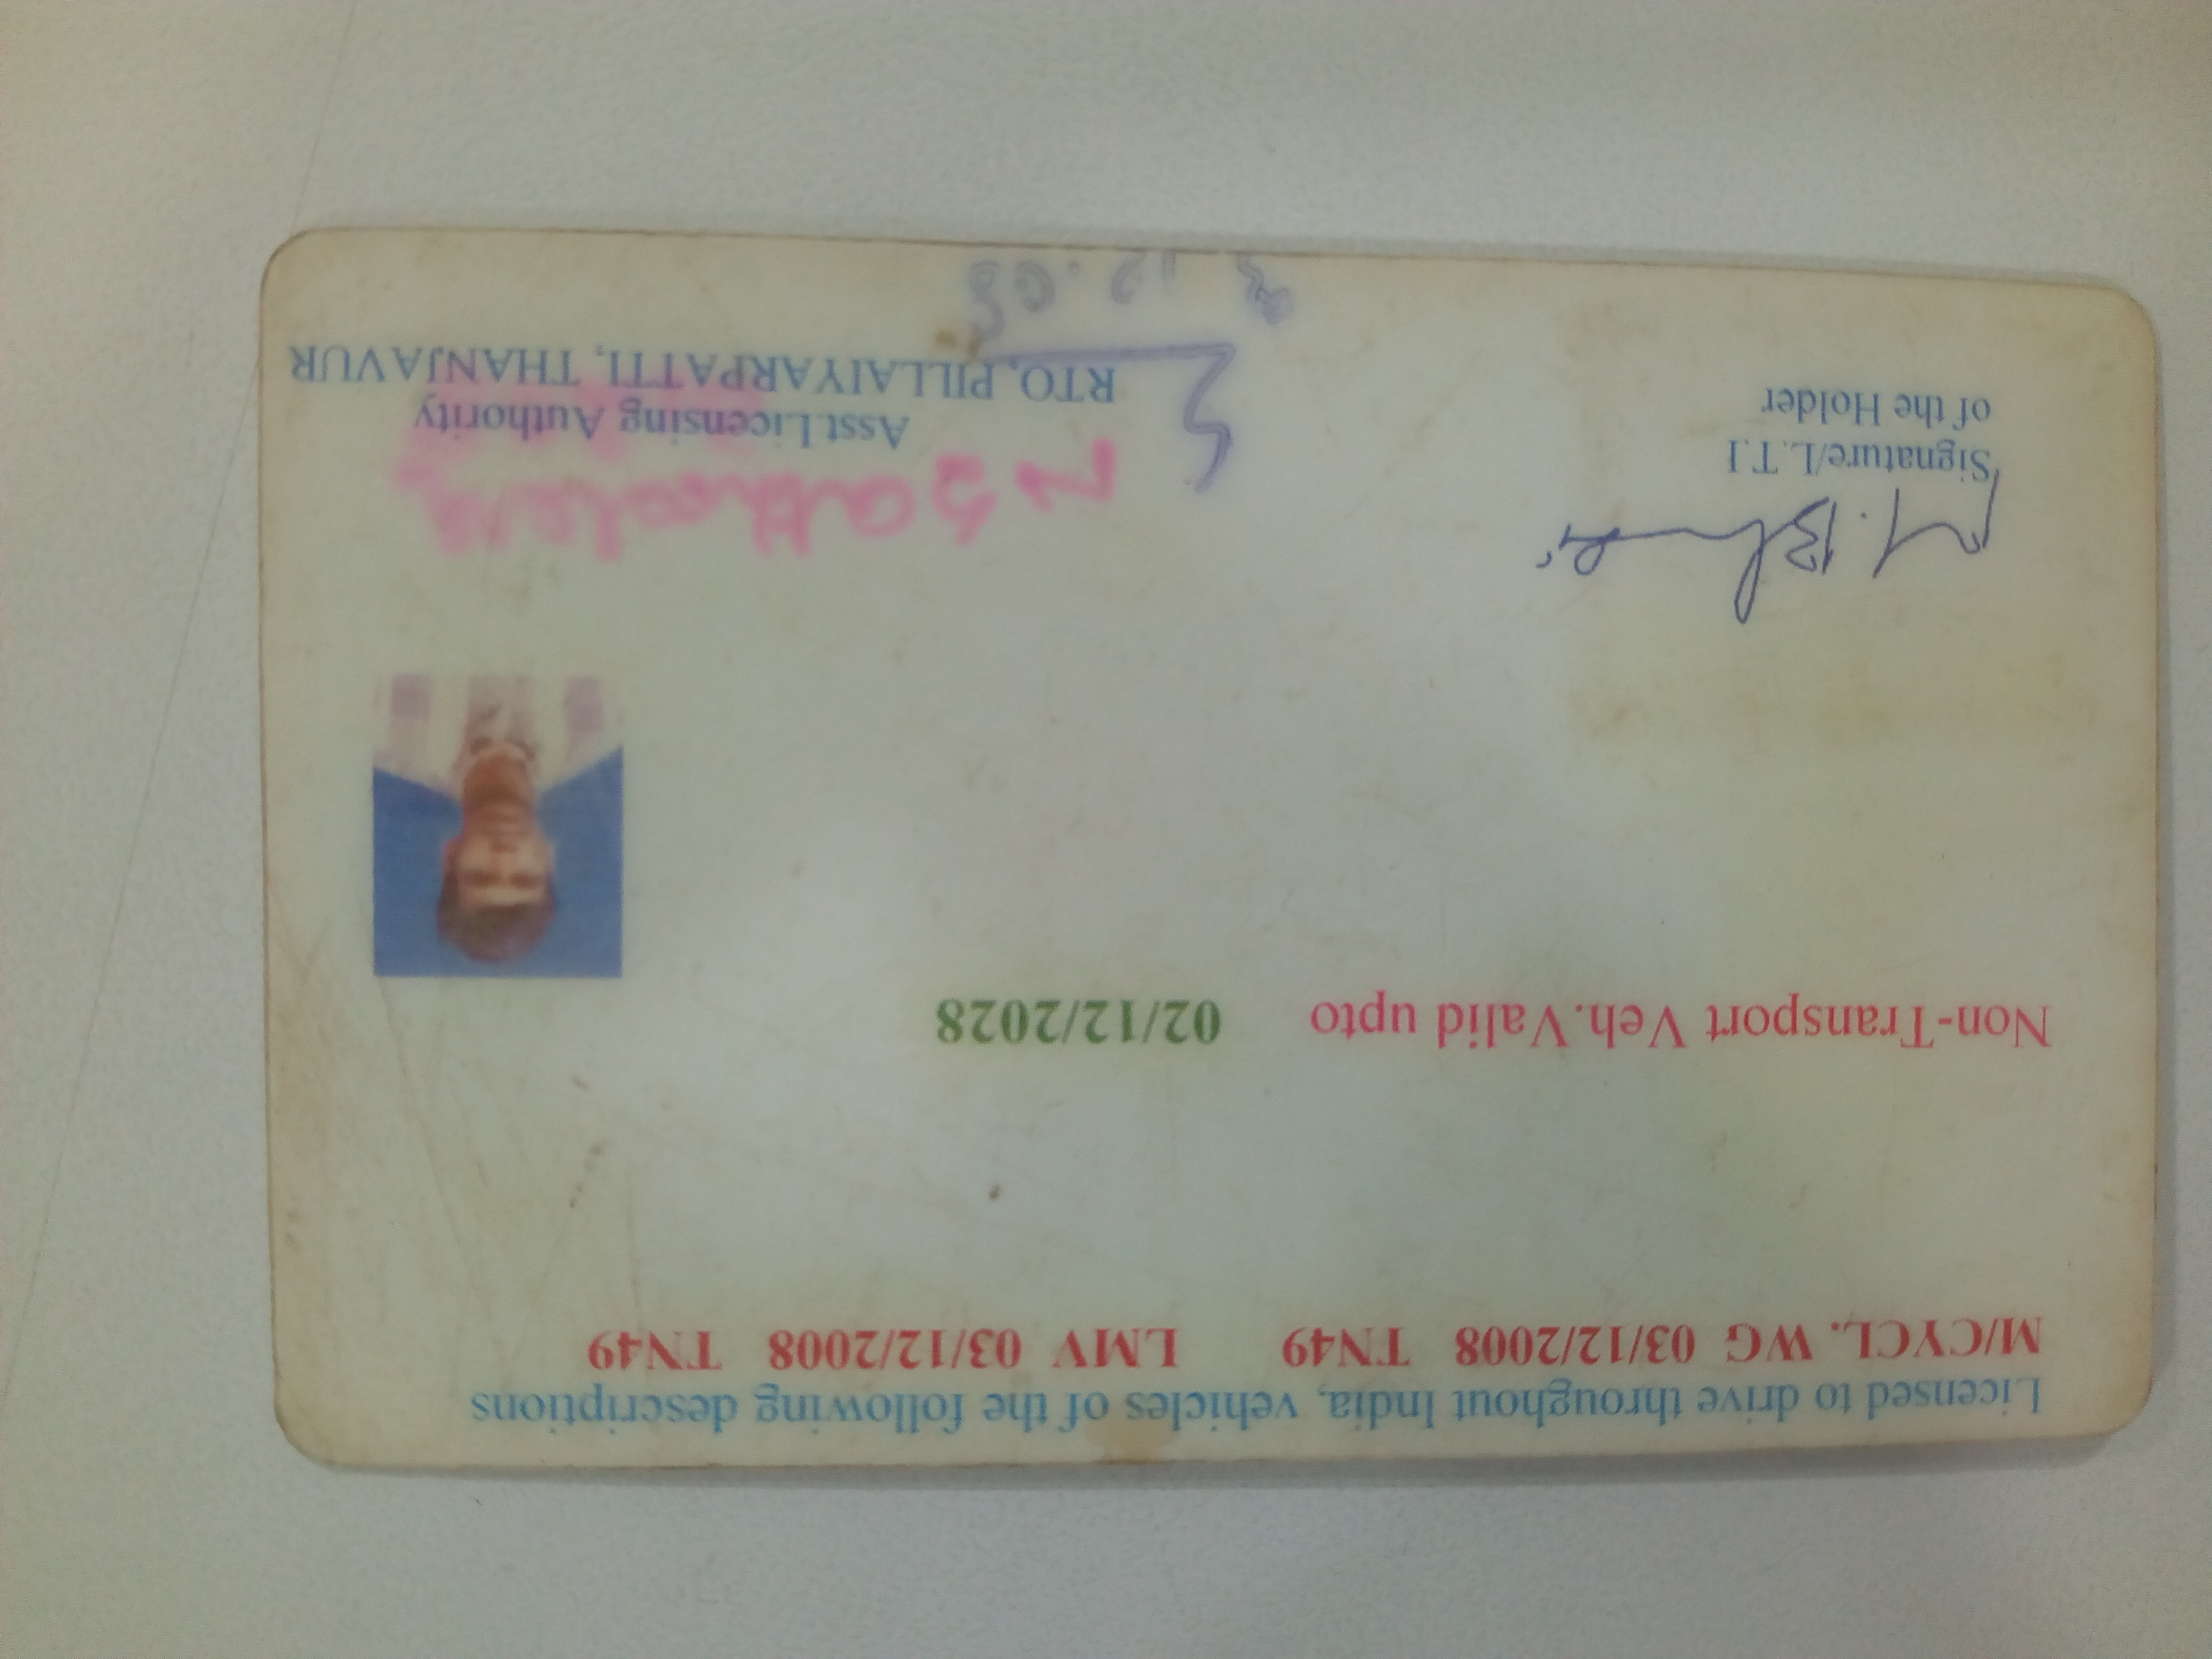 Licensed to drive throughout India, vehicles of the following descriptions
M/CYCL. WG 03/12/2008 TN49 LMV 03/12/2008 TN49
Non-Transport Veh.Valid upto 02/12/2028
Signature/L.T.I
of the Holder
Asst.Licensing Authority
RTO, PILLAIYARPATTI, THANJAVUR